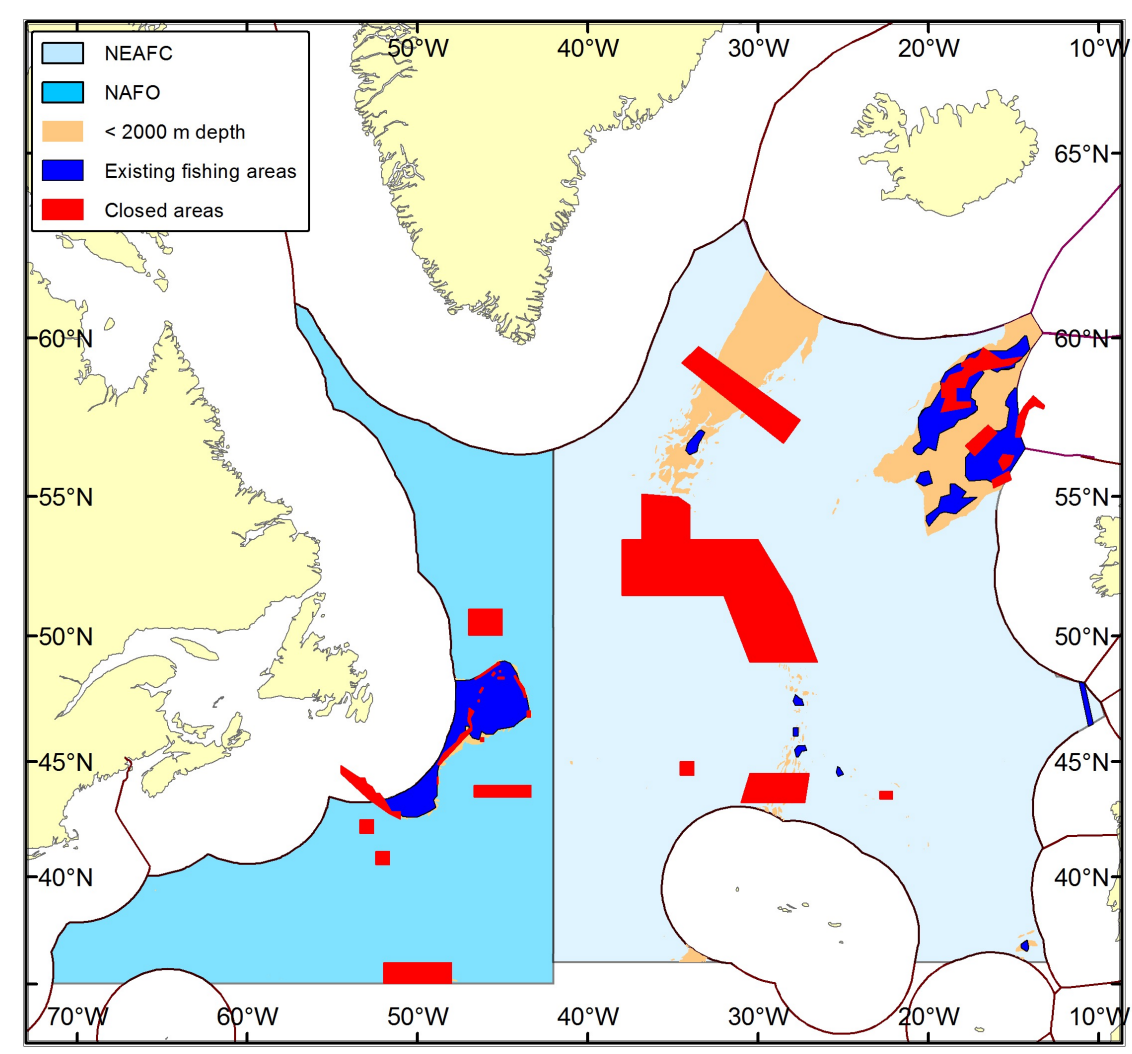 50°W 40°W 30°W 20°W 10°W
NEAFC
NAFO
< 2000 m depth
Existing fishing areas
Closed areas
65°N
60°N 60°N
55°N 55°N
50°N 50°N
45°N 45°N
40°N 40°N
70°W 60°W 50°W 40°W 30°W 20°W 10°W